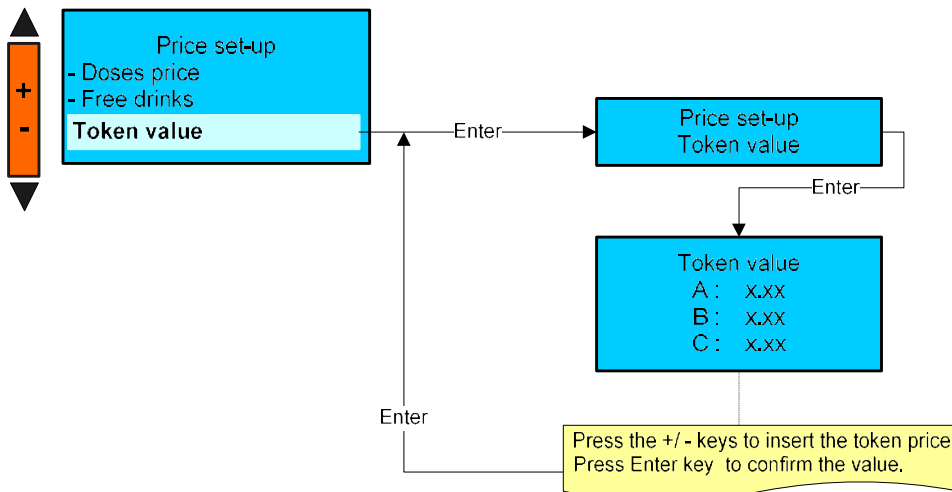 +
-
Price set-up
- Doses price
- Free drinks
Token value
Enter
Price set-up
Token value
Enter
Token value
A : x.xx
B : x.xx
C : x.xx
Enter
Press the +/ - keys to insert the token price
Press Enter key to confirm the value.